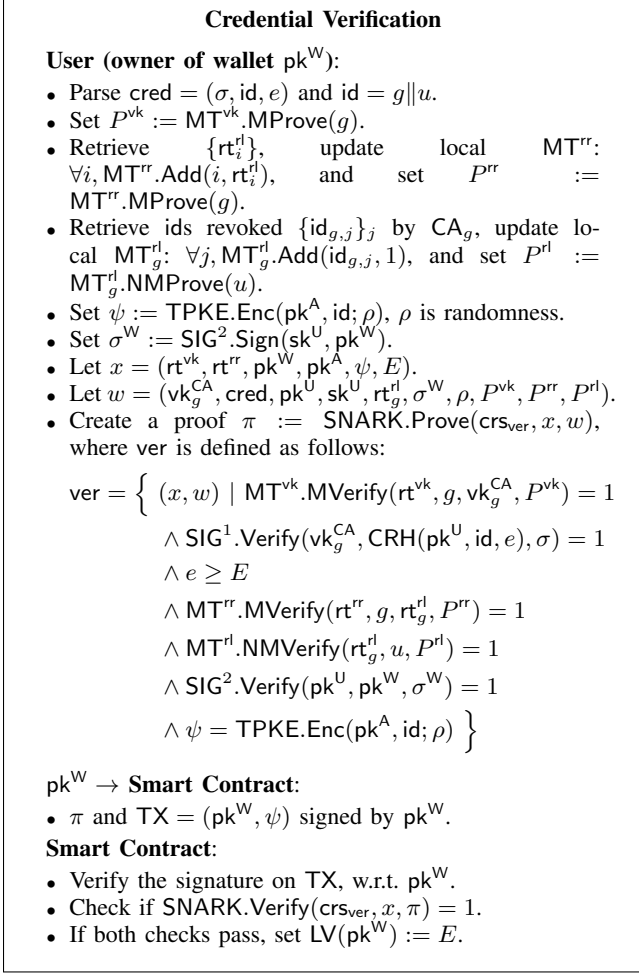 Credential Verification
User (owner of wallet pk^W):
• Parse cred = (σ, id, e) and id = g∥u.
• Set P^vk := MT^vk.MProve(g).
• Retrieve {rt_i^rl}, update local MT^rr:
∀i, MT^rr.Add(i, rt_i^rl), and set P^rr :=
MT^rr.MProve(g).
• Retrieve ids revoked {id_{g,j}}_j by CA_g, update lo-
cal MT_g^rl: ∀j, MT_g^rl.Add(id_{g,j}, 1), and set P^rl :=
MT_g^rl.NMProve(u).
• Set ψ := TPKE.Enc(pk^A, id; ρ), ρ is randomness.
• Set σ^W := SIG^2.Sign(sk^U, pk^W).
• Let x = (rt^vk, rt^rr, pk^W, pk^A, ψ, E).
• Let w = (vk_g^CA, cred, pk^U, sk^U, rt_g^rl, σ^W, ρ, P^vk, P^rr, P^rl).
• Create a proof π := SNARK.Prove(crs_ver, x, w),
where ver is defined as follows:
ver = { (x, w) | MT^vk.MVerify(rt^vk, g, vk_g^CA, P^vk) = 1
∧ SIG^1.Verify(vk_g^CA, CRH(pk^U, id, e), σ) = 1
∧ e ≥ E
∧ MT^rr.MVerify(rt^rr, g, rt_g^rl, P^rr) = 1
∧ MT^rl.NMVerify(rt_g^rl, u, P^rl) = 1
∧ SIG^2.Verify(pk^U, pk^W, σ^W) = 1
∧ ψ = TPKE.Enc(pk^A, id; ρ) }
pk^W → Smart Contract:
• π and TX = (pk^W, ψ) signed by pk^W.
Smart Contract:
• Verify the signature on TX, w.r.t. pk^W.
• Check if SNARK.Verify(crs_ver, x, π) = 1.
• If both checks pass, set LV(pk^W) := E.